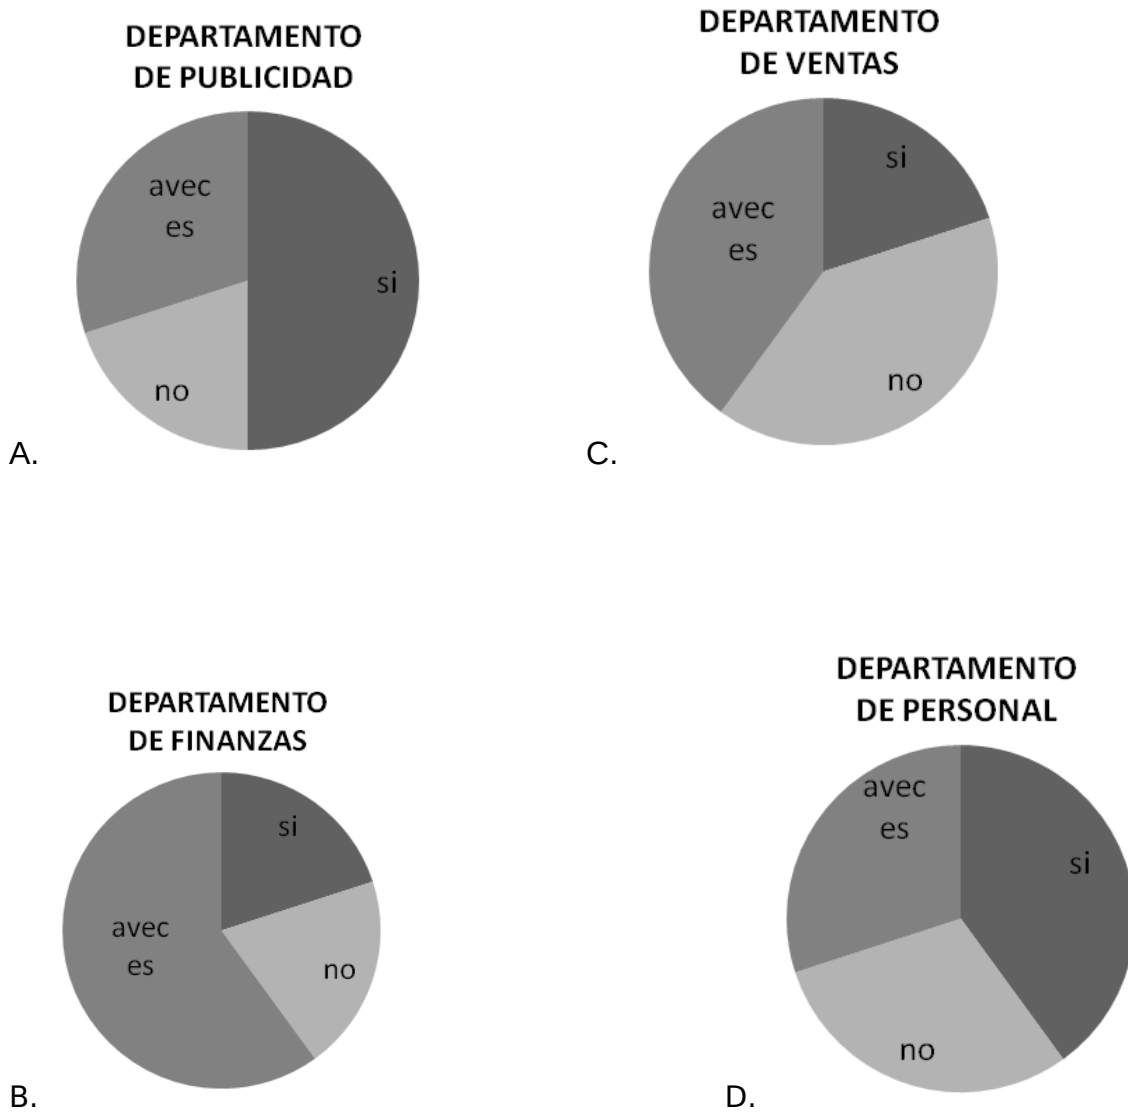 DEPARTAMENTO
DE PUBLICIDAD
avec
es
si
no
A.
DEPARTAMENTO
DE VENTAS
si
avec
es
no
C.
DEPARTAMENTO
DE FINANZAS
si
avec
es
no
B.
DEPARTAMENTO
DE PERSONAL
avec
es
si
no
D.